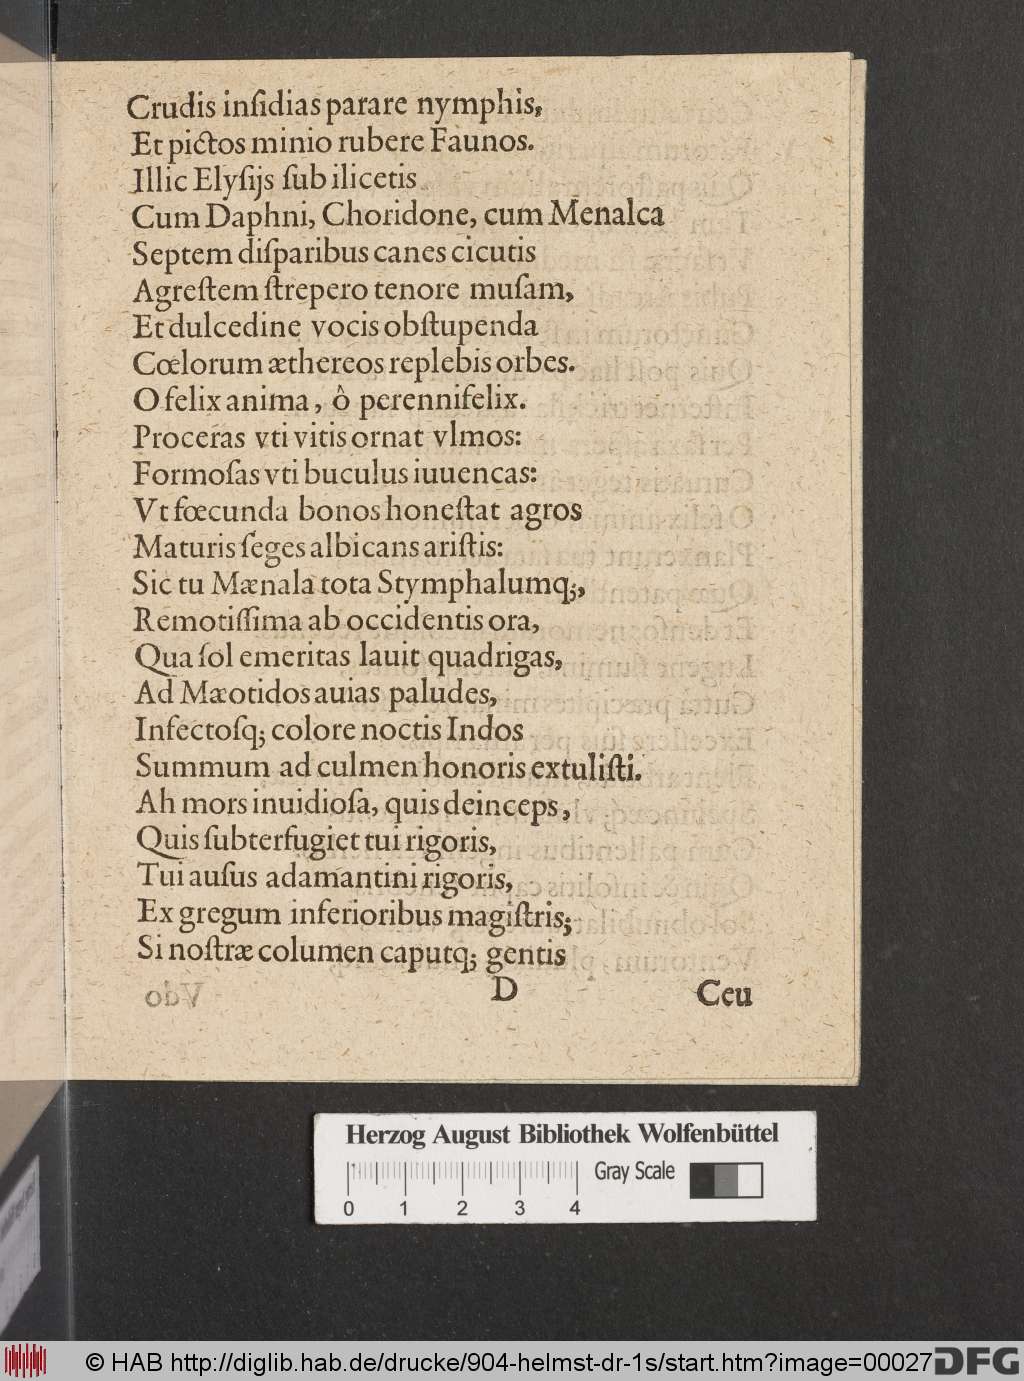 Crudis inſidias parare nymphis,
Et pictos minio rubere Faunos.
Illic Elyſijs ſub ilicetis
Cum Daphni, Choridone, cum Menalca
Septem diſparibus canes cicutis
Agreſtem ſtrepero tenore muſam,
Et dulcedine vocis obſtupenda
Cœlorum æthereos replebis orbes.
O felix anima, ô perennifelix.
Proceras vti vitis ornat vlmos:
Formoſas vti buculus iuuencas:
Vt fœcunda bonos honeſtat agros
Maturis ſeges albicans ariſtis:
Sic tu Mænala tota Stymphalumq́;,
Remotiſſima ab occidentis ora,
Qua ſol emeritas lauit quadrigas,
Ad Mæotidos auias paludes,
Infectoſq; colore noctis Indos
Summum ad culmen honoris extuliſti.
Ah mors inuidioſa, quis deinceps,
Quis ſubterfugiet tui rigoris,
Tui auſus adamantini rigoris,
Ex gregum inferioribus magiſtris;
Si noſtræ columen caputq; gentis
D Ceu
Herzog August Bibliothek Wolfenbüttel
Gray Scale
0 1 2 3 4
© HAB http://diglib.hab.de/drucke/904-helmst-dr-1s/start.htm?image=00027
DFG